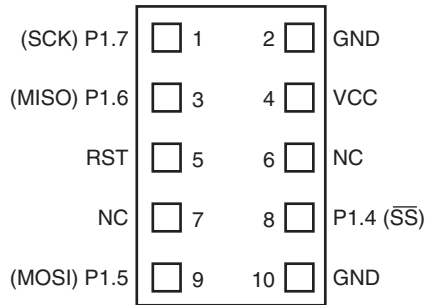 (SCK) P1.7 1 2 GND
(MISO) P1.6 3 4 VCC
RST 5 6 NC
NC 7 8 P1.4 (S̅S̅)
(MOSI) P1.5 9 10 GND